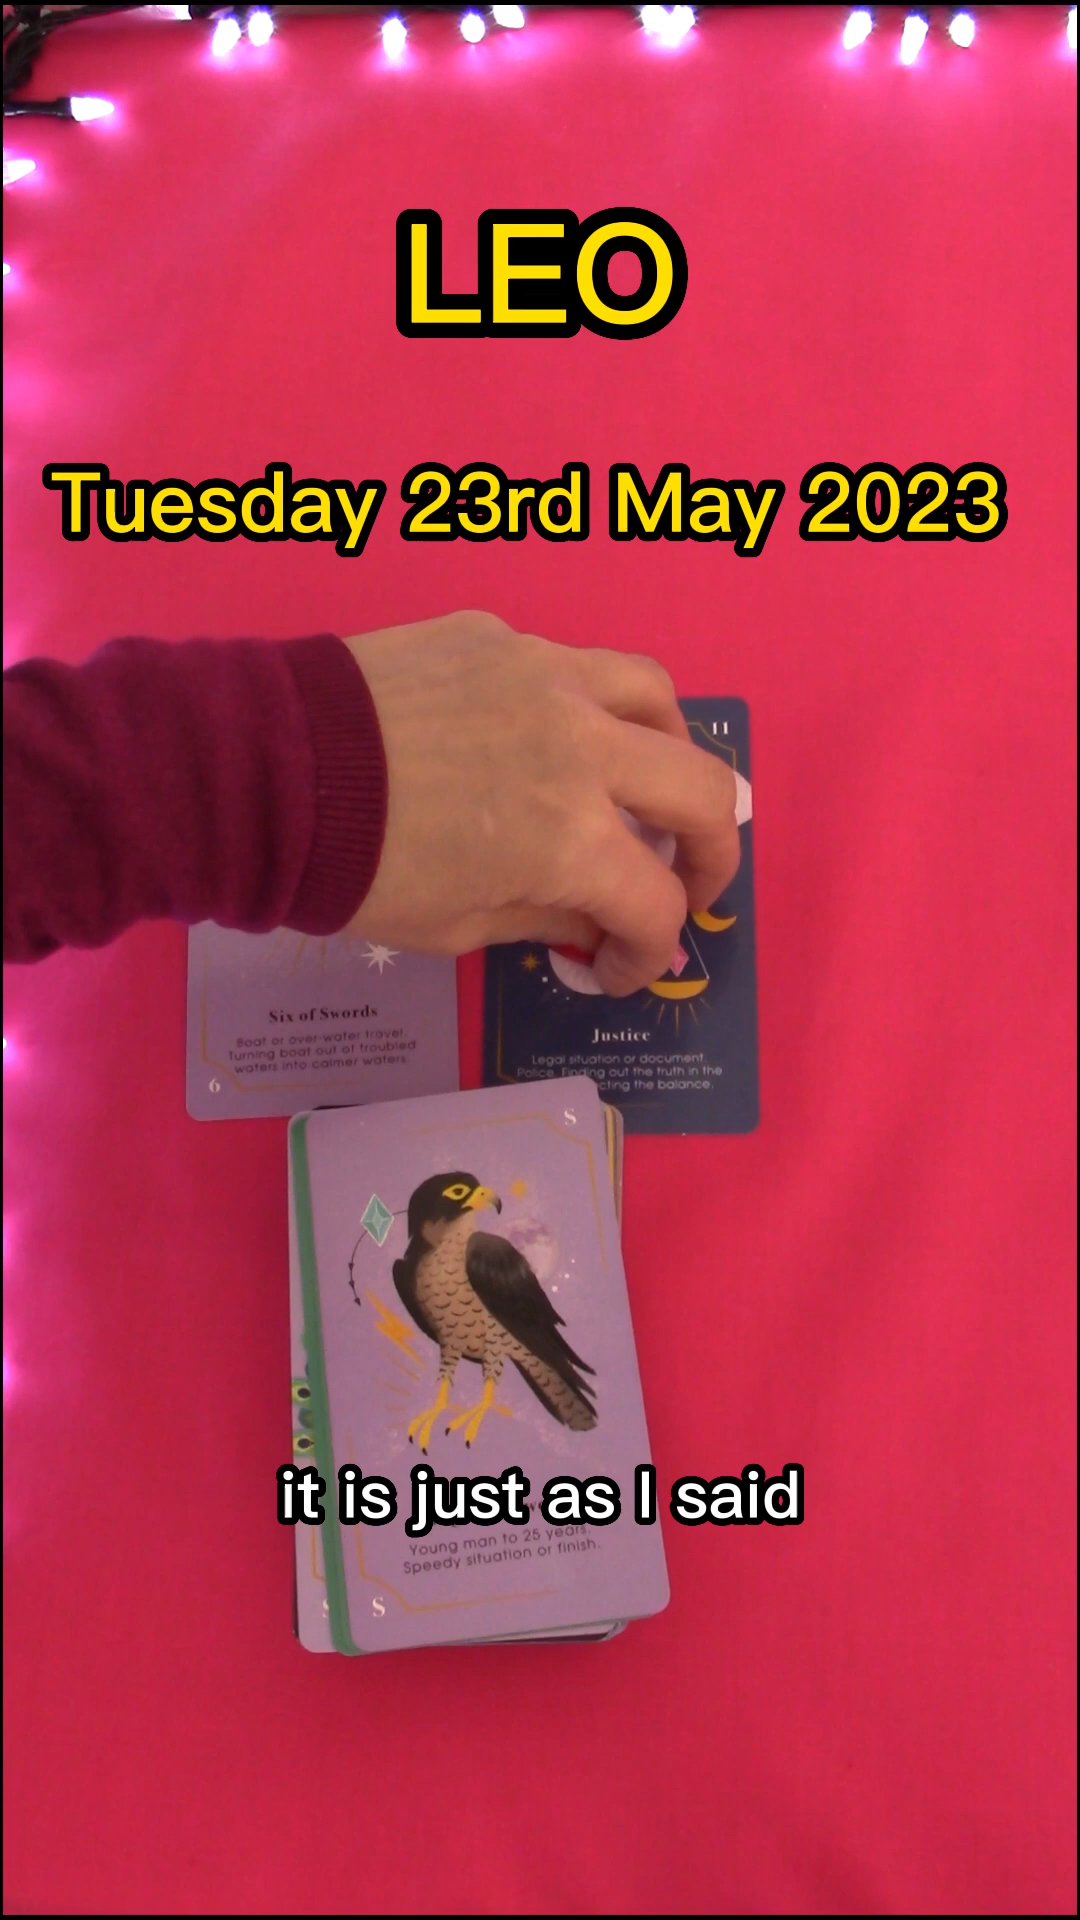 LEO
Tuesday 23rd May 2023
11
Six of Swords
Boat or over-water travel.
Turning boat out of troubled
waters into calmer waters.
6
Justice
Legal situation or document.
Police. Finding out the truth in the
ecting the balance.
S
it is just as I said
Young man to 25 years.
Speedy situation or finish.
S
S